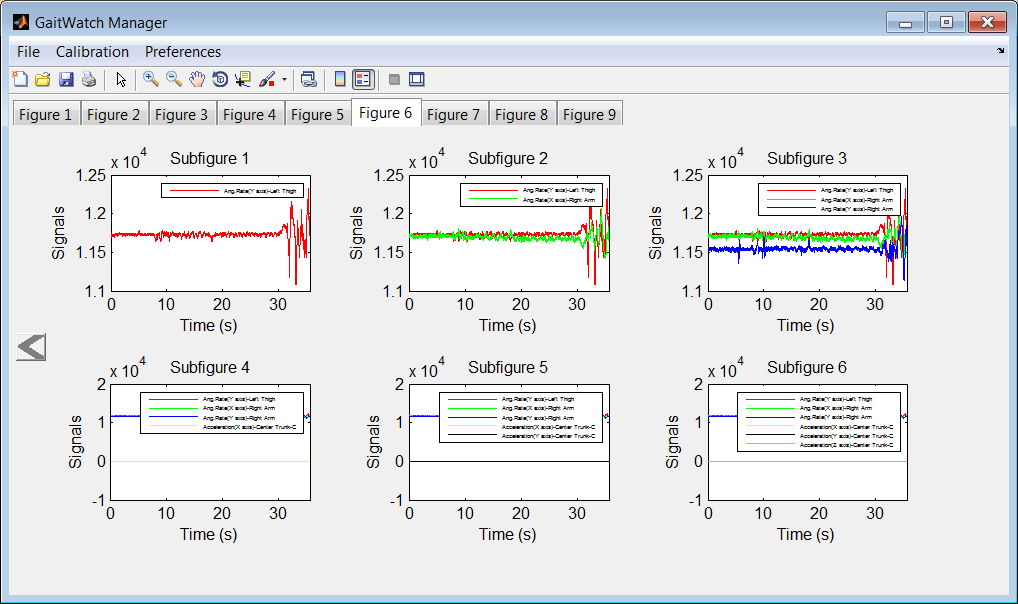 GaitWatch Manager
File Calibration Preferences
Figure 1 Figure 2 Figure 3 Figure 4 Figure 5 Figure 6 Figure 7 Figure 8 Figure 9
x 10^4 Subfigure 1
Ang.Rate(Y axis)-Left Thigh
1.25
1.2
1.15
1.1
Signals
0 10 20 30
Time (s)
x 10^4 Subfigure 2
Ang.Rate(Y axis)-Left Thigh
Ang.Rate(X axis)-Right Arm
1.25
1.2
1.15
1.1
Signals
0 10 20 30
Time (s)
x 10^4 Subfigure 3
Ang.Rate(Y axis)-Left Thigh
Ang.Rate(X axis)-Right Arm
Ang.Rate(Y axis)-Right Arm
1.25
1.2
1.15
1.1
Signals
0 10 20 30
Time (s)
x 10^4 Subfigure 4
Ang.Rate(Y axis)-Left Thigh
Ang.Rate(X axis)-Right Arm
Ang.Rate(Y axis)-Right Arm
Acceleration(X axis)-Center Trunk-C
2
1
0
-1
Signals
0 10 20 30
Time (s)
x 10^4 Subfigure 5
Ang.Rate(Y axis)-Left Thigh
Ang.Rate(X axis)-Right Arm
Ang.Rate(Y axis)-Right Arm
Acceleration(X axis)-Center Trunk-C
Acceleration(Y axis)-Center Trunk-C
2
1
0
-1
Signals
0 10 20 30
Time (s)
x 10^4 Subfigure 6
Ang.Rate(Y axis)-Left Thigh
Ang.Rate(X axis)-Right Arm
Ang.Rate(Y axis)-Right Arm
Acceleration(X axis)-Center Trunk-C
Acceleration(Y axis)-Center Trunk-C
Acceleration(Z axis)-Center Trunk-C
2
1
0
-1
Signals
0 10 20 30
Time (s)